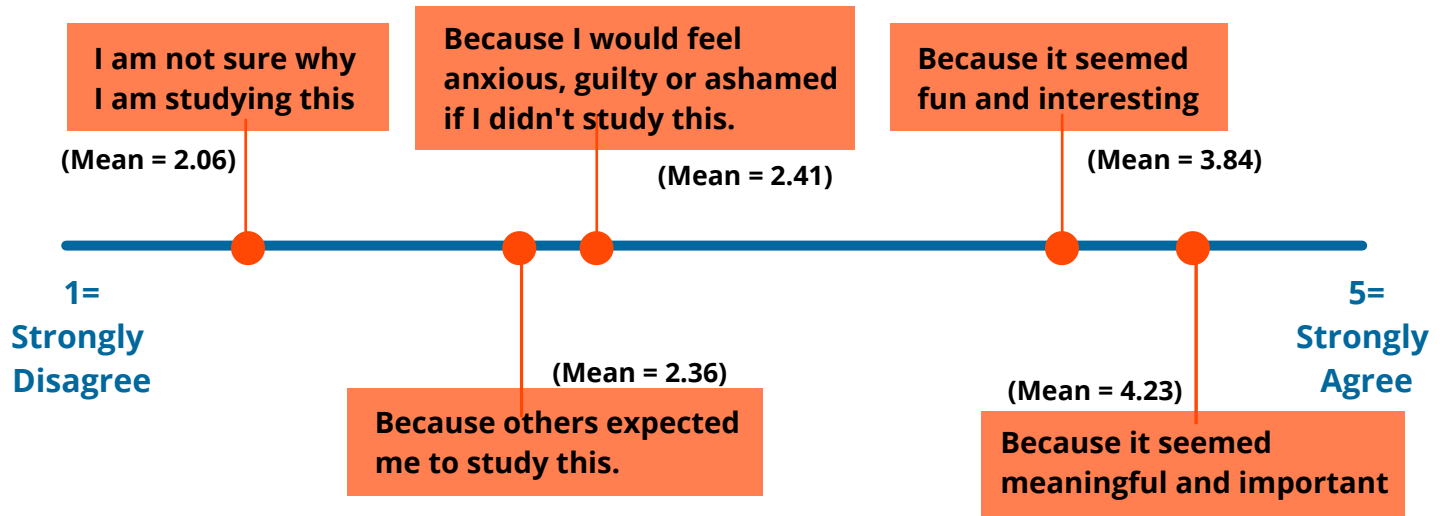 I am not sure why
I am studying this
(Mean = 2.06)
Because I would feel
anxious, guilty or ashamed
if I didn't study this.
(Mean = 2.41)
Because it seemed
fun and interesting
(Mean = 3.84)
1=
Strongly
Disagree
(Mean = 2.36)
Because others expected
me to study this.
(Mean = 4.23)
Because it seemed
meaningful and important
5=
Strongly
Agree